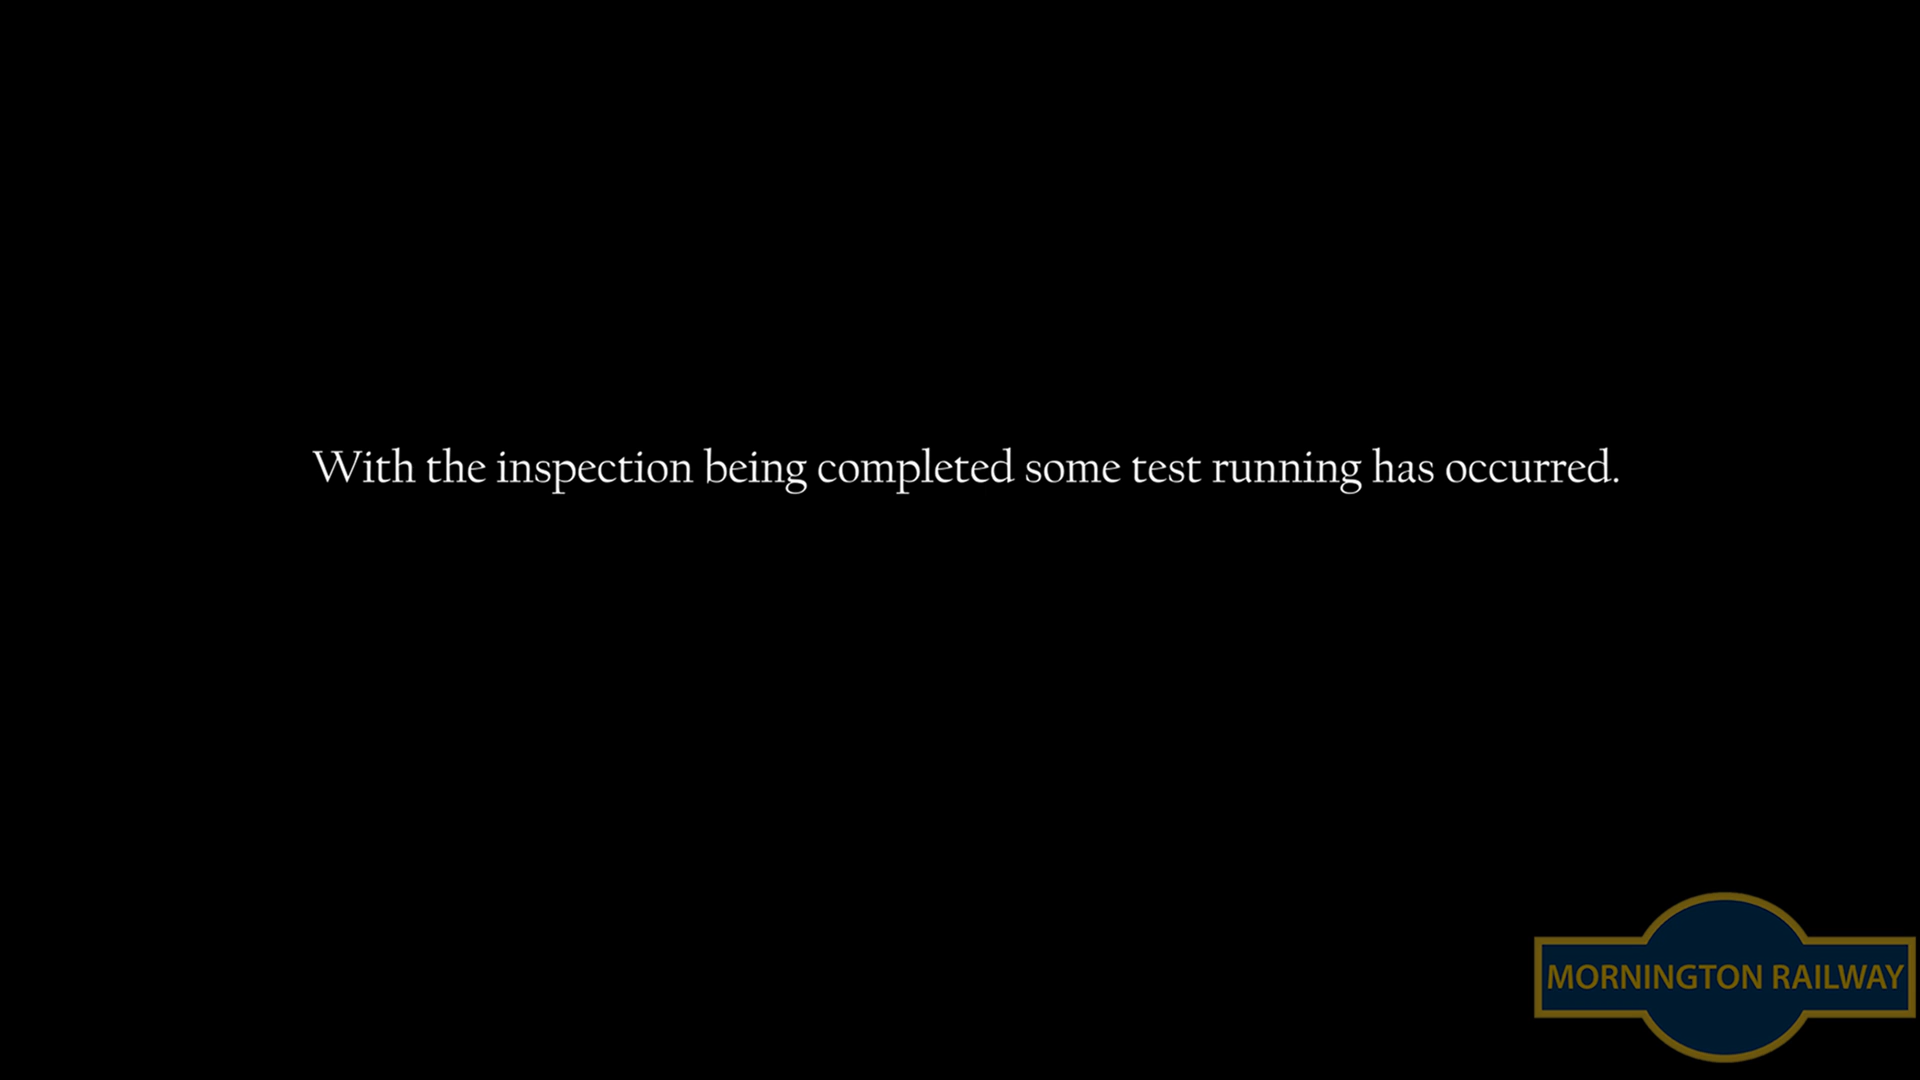 With the inspection being completed some test running has occurred.
MORNINGTON RAILWAY